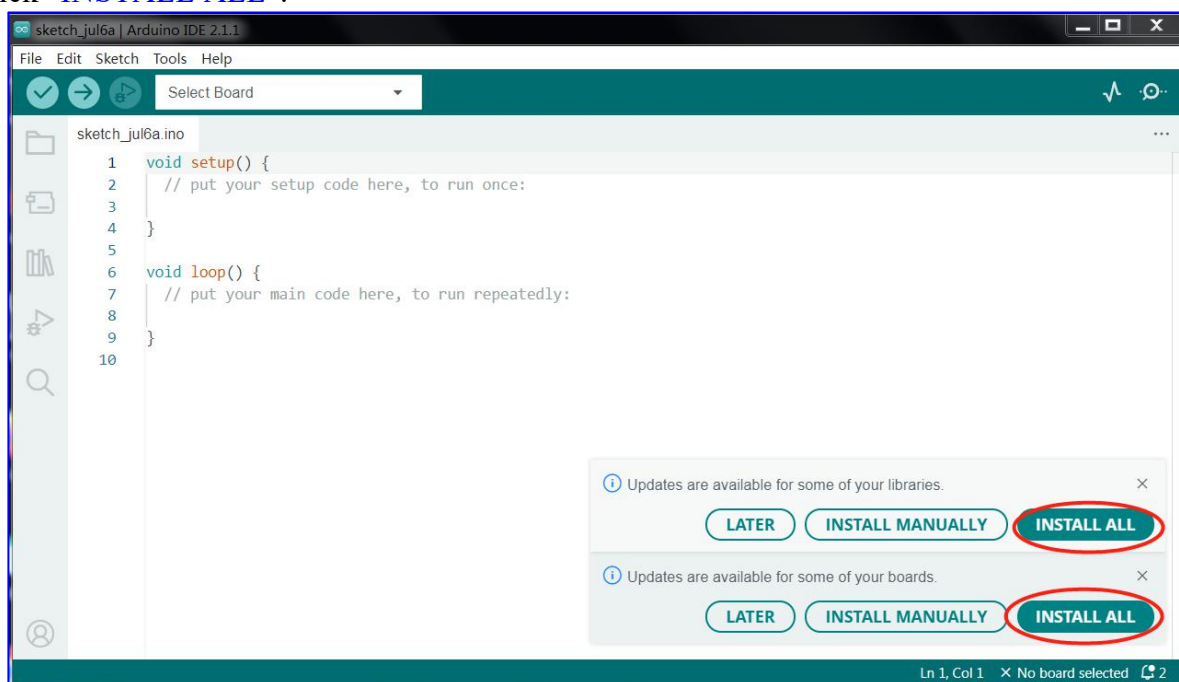 "INSTALL ALL".
sketch_jul6a | Arduino IDE 2.1.1
File Edit Sketch Tools Help
Select Board
sketch_jul6a.ino
1 void setup() {
2 // put your setup code here, to run once:
3
4 }
5
6 void loop() {
7 // put your main code here, to run repeatedly:
8
9 }
10
Updates are available for some of your libraries.
LATER INSTALL MANUALLY INSTALL ALL
Updates are available for some of your boards.
LATER INSTALL MANUALLY INSTALL ALL
Ln 1, Col 1 × No board selected 2